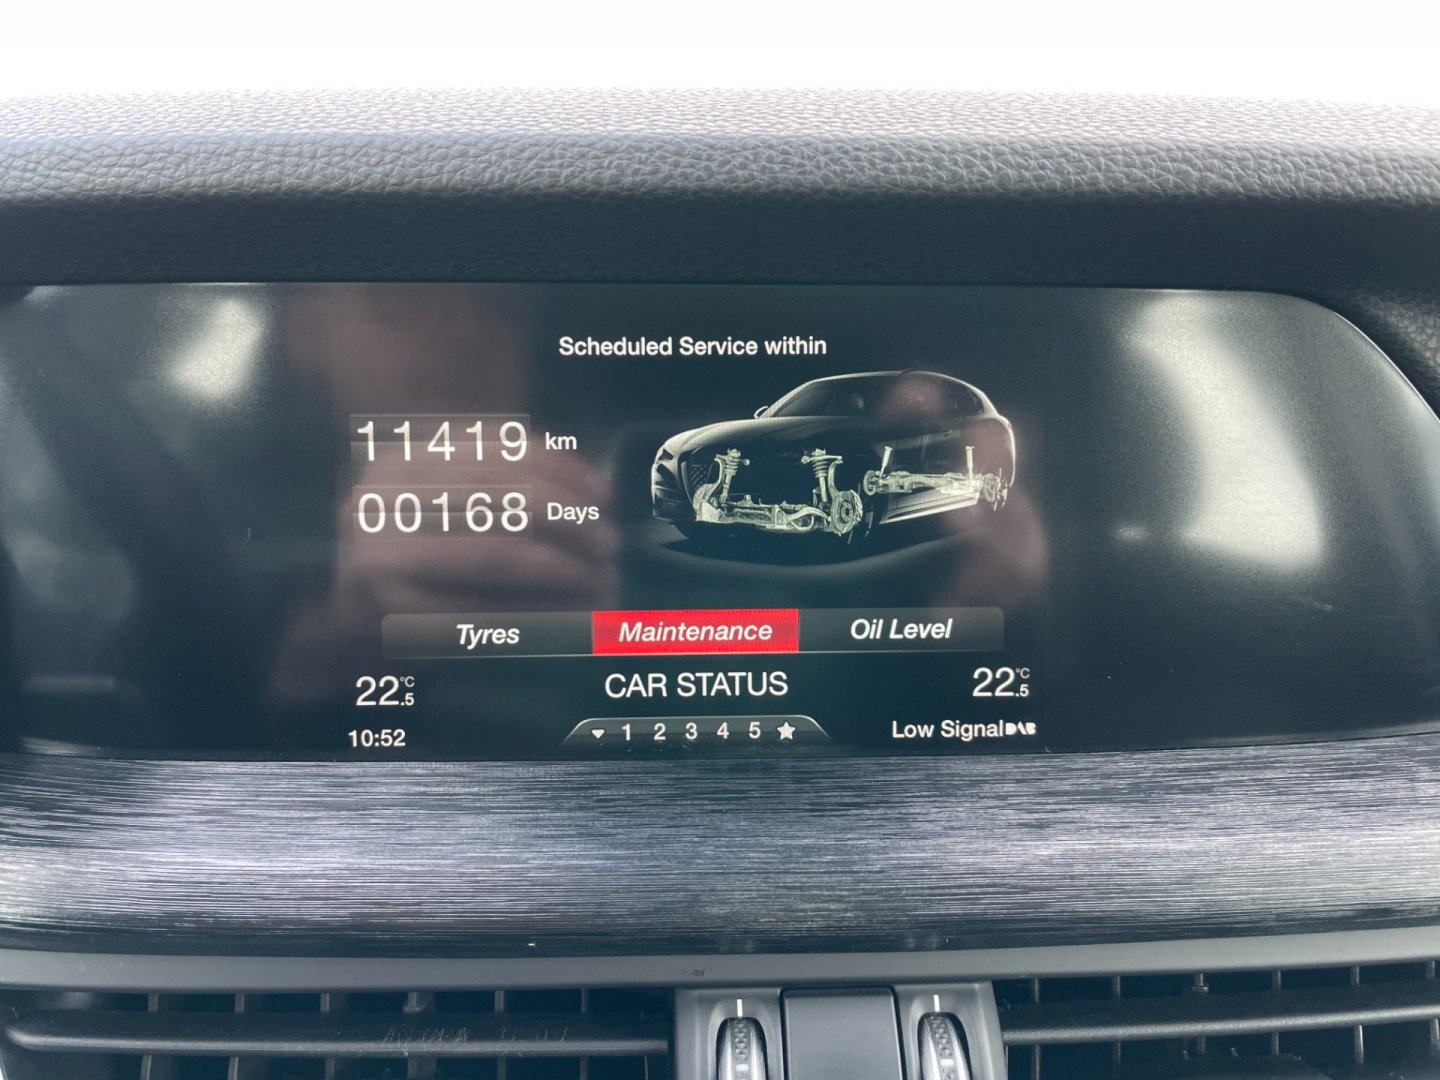 Scheduled Service within
11419 km
00168 Days
Tyres Maintenance Oil Level
22.5 °C CAR STATUS 22.5 °C
10:52 1 2 3 4 5 Low Signal DAB